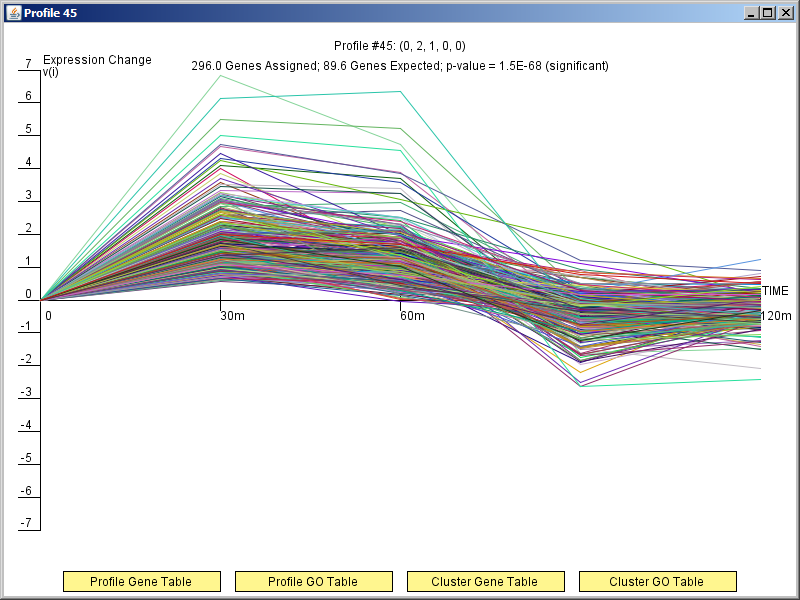 Profile 45
Profile #45: (0, 2, 1, 0, 0)
296.0 Genes Assigned; 89.6 Genes Expected; p-value = 1.5E-68 (significant)
Expression Change
v(i)
7
6
5
4
3
2
1
0
-1
-2
-3
-4
-5
-6
-7
0
30m
60m
120m
TIME
Profile Gene Table
Profile GO Table
Cluster Gene Table
Cluster GO Table